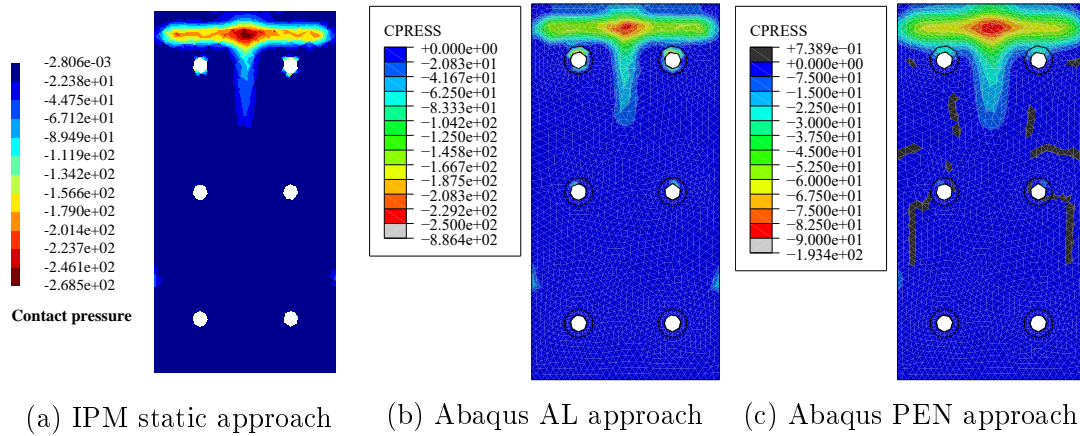 -2.806e-03
-2.238e+01
-4.475e+01
-6.712e+01
-8.949e+01
-1.119e+02
-1.342e+02
-1.566e+02
-1.790e+02
-2.014e+02
-2.237e+02
-2.461e+02
-2.685e+02
Contact pressure
(a) IPM static approach
CPRESS
+0.000e+00
−2.083e+01
−4.167e+01
−6.250e+01
−8.333e+01
−1.042e+02
−1.250e+02
−1.458e+02
−1.667e+02
−1.875e+02
−2.083e+02
−2.292e+02
−2.500e+02
−8.864e+02
(b) Abaqus AL approach
CPRESS
+7.389e−01
+0.000e+00
−7.500e+00
−1.500e+01
−2.250e+01
−3.000e+01
−3.750e+01
−4.500e+01
−5.250e+01
−6.000e+01
−6.750e+01
−7.500e+01
−8.250e+01
−9.000e+01
−1.934e+02
(c) Abaqus PEN approach